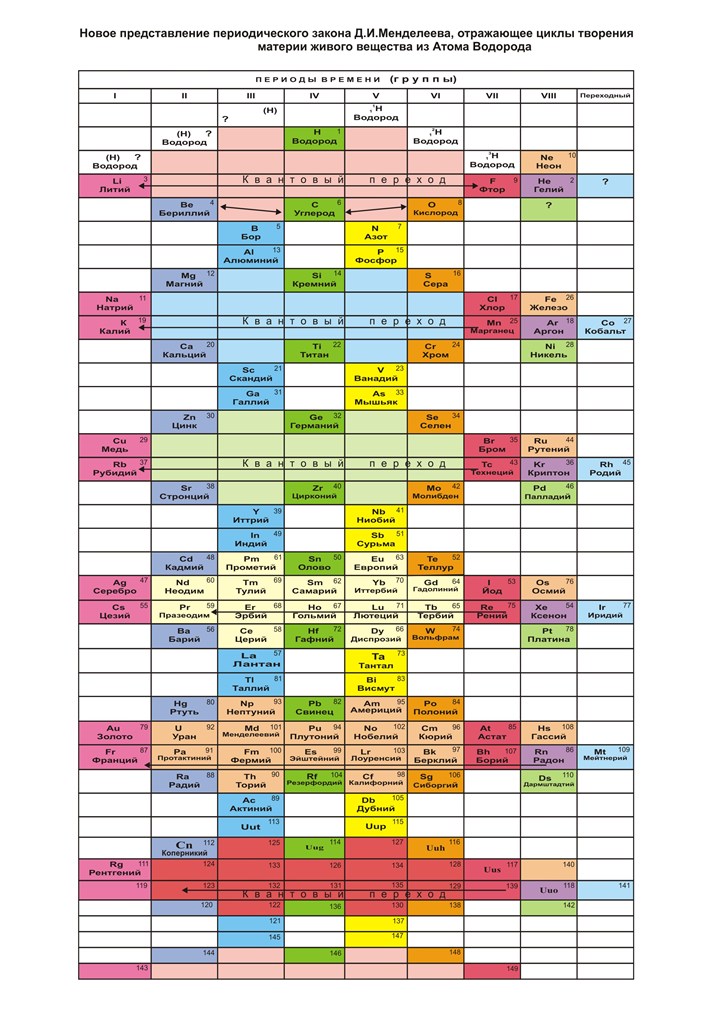 Новое представление периодического закона Д.И.Менделеева, отражающее циклы творения
материи живого вещества из Атома Водорода
ПЕРИОДЫ ВРЕМЕНИ (группы)
I II III IV V VI VII VIII Переходный
(H) ? ,¹H Водород
(H) ? Водород H 1 Водород ,²H Водород
(H) ? Водород ,³H Водород Ne 10 Неон
Li 3 Литий Квантовый переход F 9 Фтор He 2 Гелий ?
Be 4 Бериллий C 6 Углерод O 8 Кислород ?
B 5 Бор N 7 Азот
Al 13 Алюминий P 15 Фосфор
Mg 12 Магний Si 14 Кремний S 16 Сера
Na 11 Натрий Cl 17 Хлор Fe 26 Железо
K 19 Калий Квантовый переход Mn 25 Марганец Ar 18 Аргон Co 27 Кобальт
Ca 20 Кальций Ti 22 Титан Cr 24 Хром Ni 28 Никель
Sc 21 Скандий V 23 Ванадий
Ga 31 Галлий As 33 Мышьяк
Zn 30 Цинк Ge 32 Германий Se 34 Селен
Cu 29 Медь Br 35 Бром Ru 44 Рутений
Rb 37 Рубидий Квантовый переход Tc 43 Технеций Kr 36 Криптон Rh 45 Родий
Sr 38 Стронций Zr 40 Цирконий Mo 42 Молибден Pd 46 Палладий
Y 39 Иттрий Nb 41 Ниобий
In 49 Индий Sb 51 Сурьма
Cd 48 Кадмий Pm 61 Прометий Sn 50 Олово Eu 63 Европий Te 52 Теллур
Ag 47 Серебро Nd 60 Неодим Tm 69 Тулий Sm 62 Самарий Yb 70 Иттербий Gd 64 Гадолиний I 53 Йод Os 76 Осмий
Cs 55 Цезий Pr 59 Празеодим Er 68 Эрбий Ho 67 Гольмий Lu 71 Лютеций Tb 65 Тербий Re 75 Рений Xe 54 Ксенон Ir 77 Иридий
Ba 56 Барий Ce 58 Церий Hf 72 Гафний Dy 66 Диспрозий W 74 Вольфрам Pt 78 Платина
La 57 Лантан Ta 73 Тантал
Tl 81 Таллий Bi 83 Висмут
Hg 80 Ртуть Np 93 Нептуний Pb 82 Свинец Am 95 Америций Po 84 Полоний
Au 79 Золото U 92 Уран Md 101 Менделевий Pu 94 Плутоний No 102 Нобелий Cm 96 Кюрий At 85 Астат Hs 108 Гассий
Fr 87 Франций Pa 91 Протактиний Fm 100 Фермий Es 99 Эйштейний Lr 103 Лоуренсий Bk 97 Берклий Bh 107 Борий Rn 86 Радон Mt 109 Мейтнерий
Ra 88 Радий Th 90 Торий Rf 104 Резерфордий Cf 98 Калифорний Sg 106 Сиборгий Ds 110 Дармштадтий
Ac 89 Актиний Db 105 Дубний
Uut 113 Uup 115
Cn 112 Коперникий 125 Uug 114 127 Uuh 116
Rg 111 Рентгений 124 133 126 134 128 Uus 117 140
119 123 132 131 135 129 139 Uuo 118 141
Квантовый переход
120 122 136 130 138 142
121 137
145 147
144 146 148
143 149